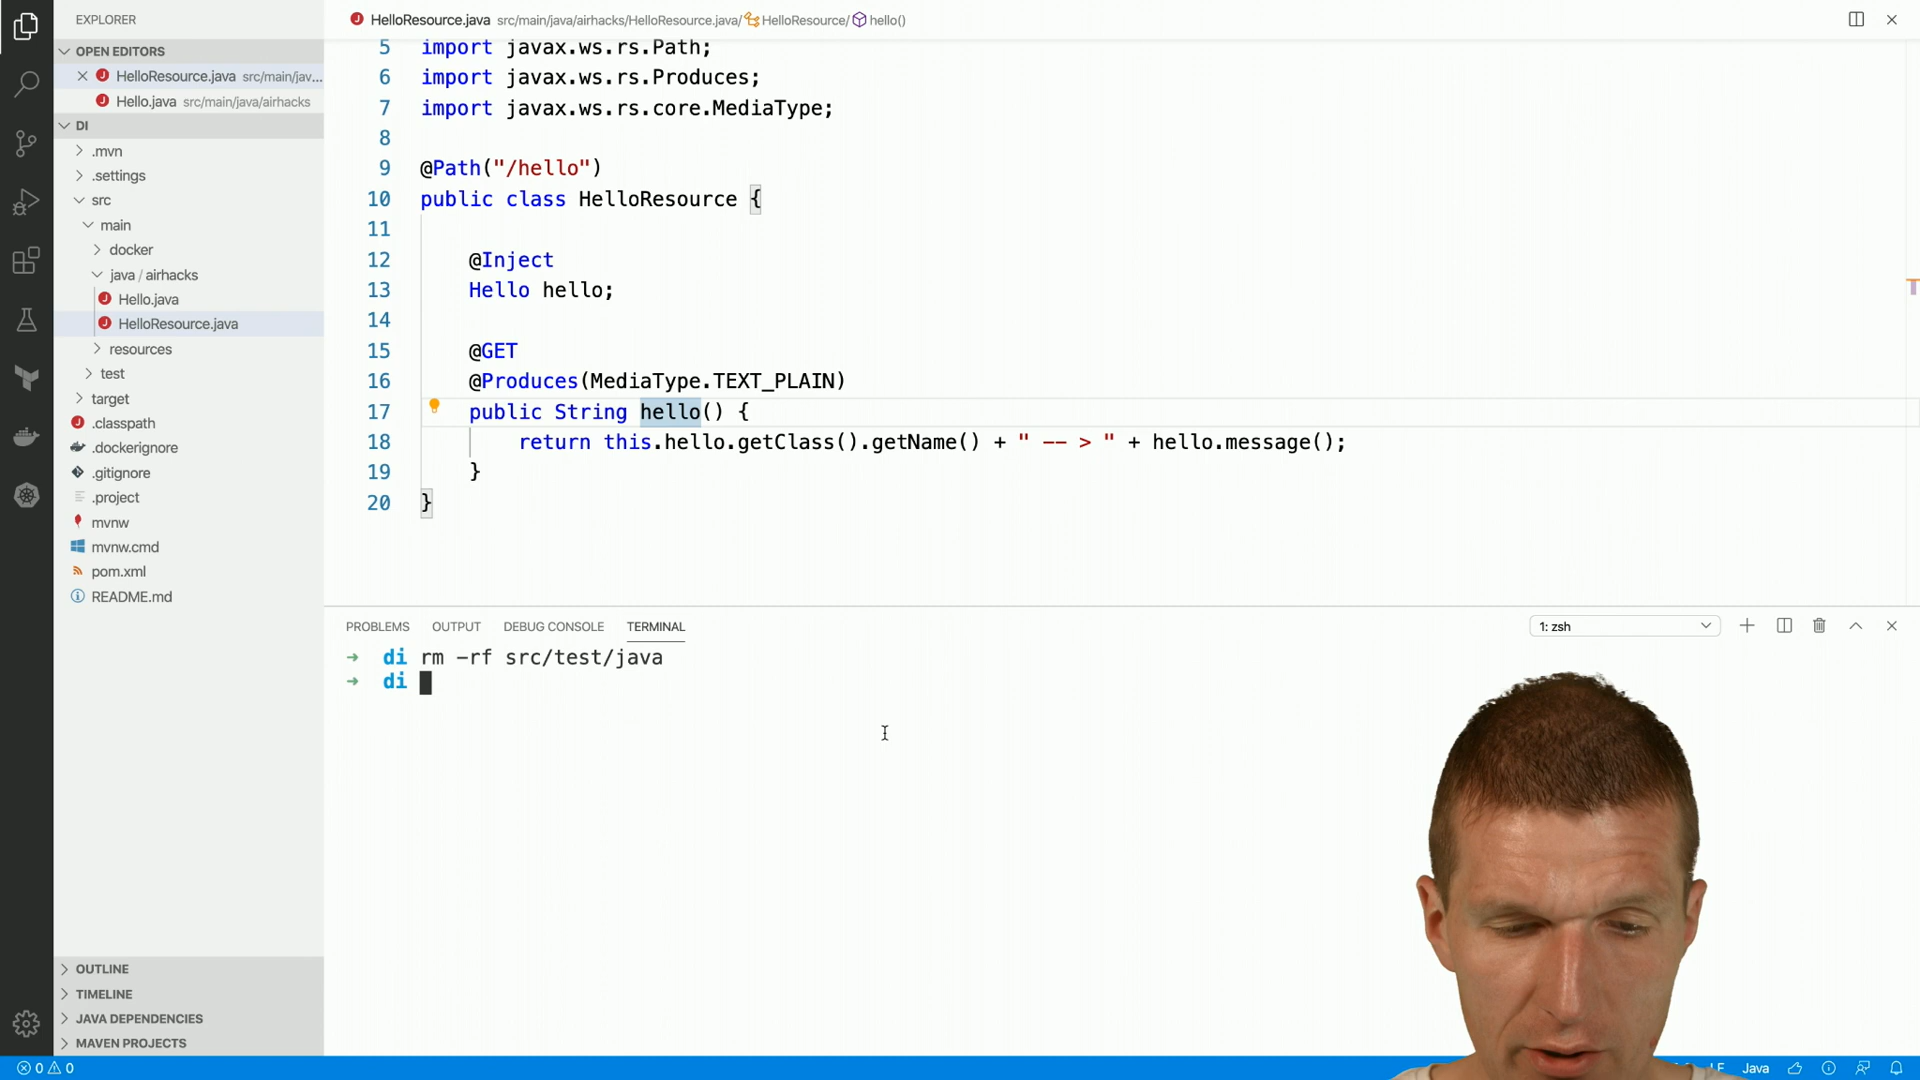 EXPLORER
OPEN EDITORS
HelloResource.java src/main/jav...
Hello.java src/main/java/airhacks
DI
.mvn
.settings
src
main
docker
java / airhacks
Hello.java
HelloResource.java
resources
test
target
.classpath
.dockerignore
.gitignore
.project
mvnw
mvnw.cmd
pom.xml
README.md
OUTLINE
TIMELINE
JAVA DEPENDENCIES
MAVEN PROJECTS
HelloResource.java src/main/java/airhacks/HelloResource.java/ HelloResource/ hello()
5 import javax.ws.rs.Path;
6 import javax.ws.rs.Produces;
7 import javax.ws.rs.core.MediaType;
8
9 @Path("/hello")
10 public class HelloResource {
11
12 @Inject
13 Hello hello;
14
15 @GET
16 @Produces(MediaType.TEXT_PLAIN)
17 public String hello() {
18 return this.hello.getClass().getName() + " -- > " + hello.message();
19 }
20 }
PROBLEMS OUTPUT DEBUG CONSOLE TERMINAL 1: zsh
→ di rm -rf src/test/java
→ di
0 0 LF Java